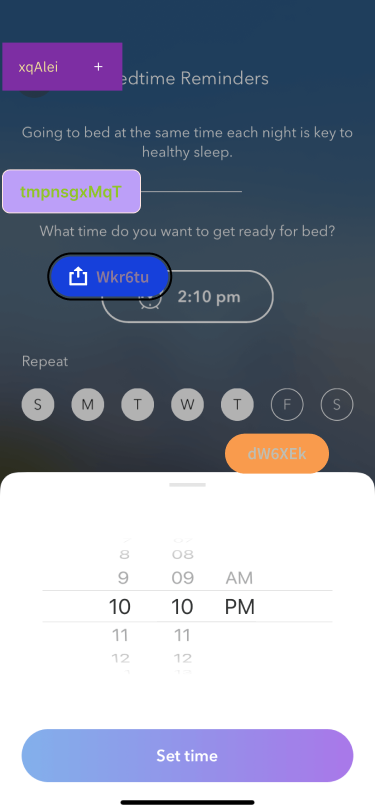 xqAlei +
edtime Reminders
Going to bed at the same time each night is key to
healthy sleep.
tmpnsgxMqT
What time do you want to get ready for bed?
Wkr6tu
2:10 pm
Repeat
S M T W T F S
dW6XEk
8 08
9 09 AM
10 10 PM
11 11
12 12
Set time